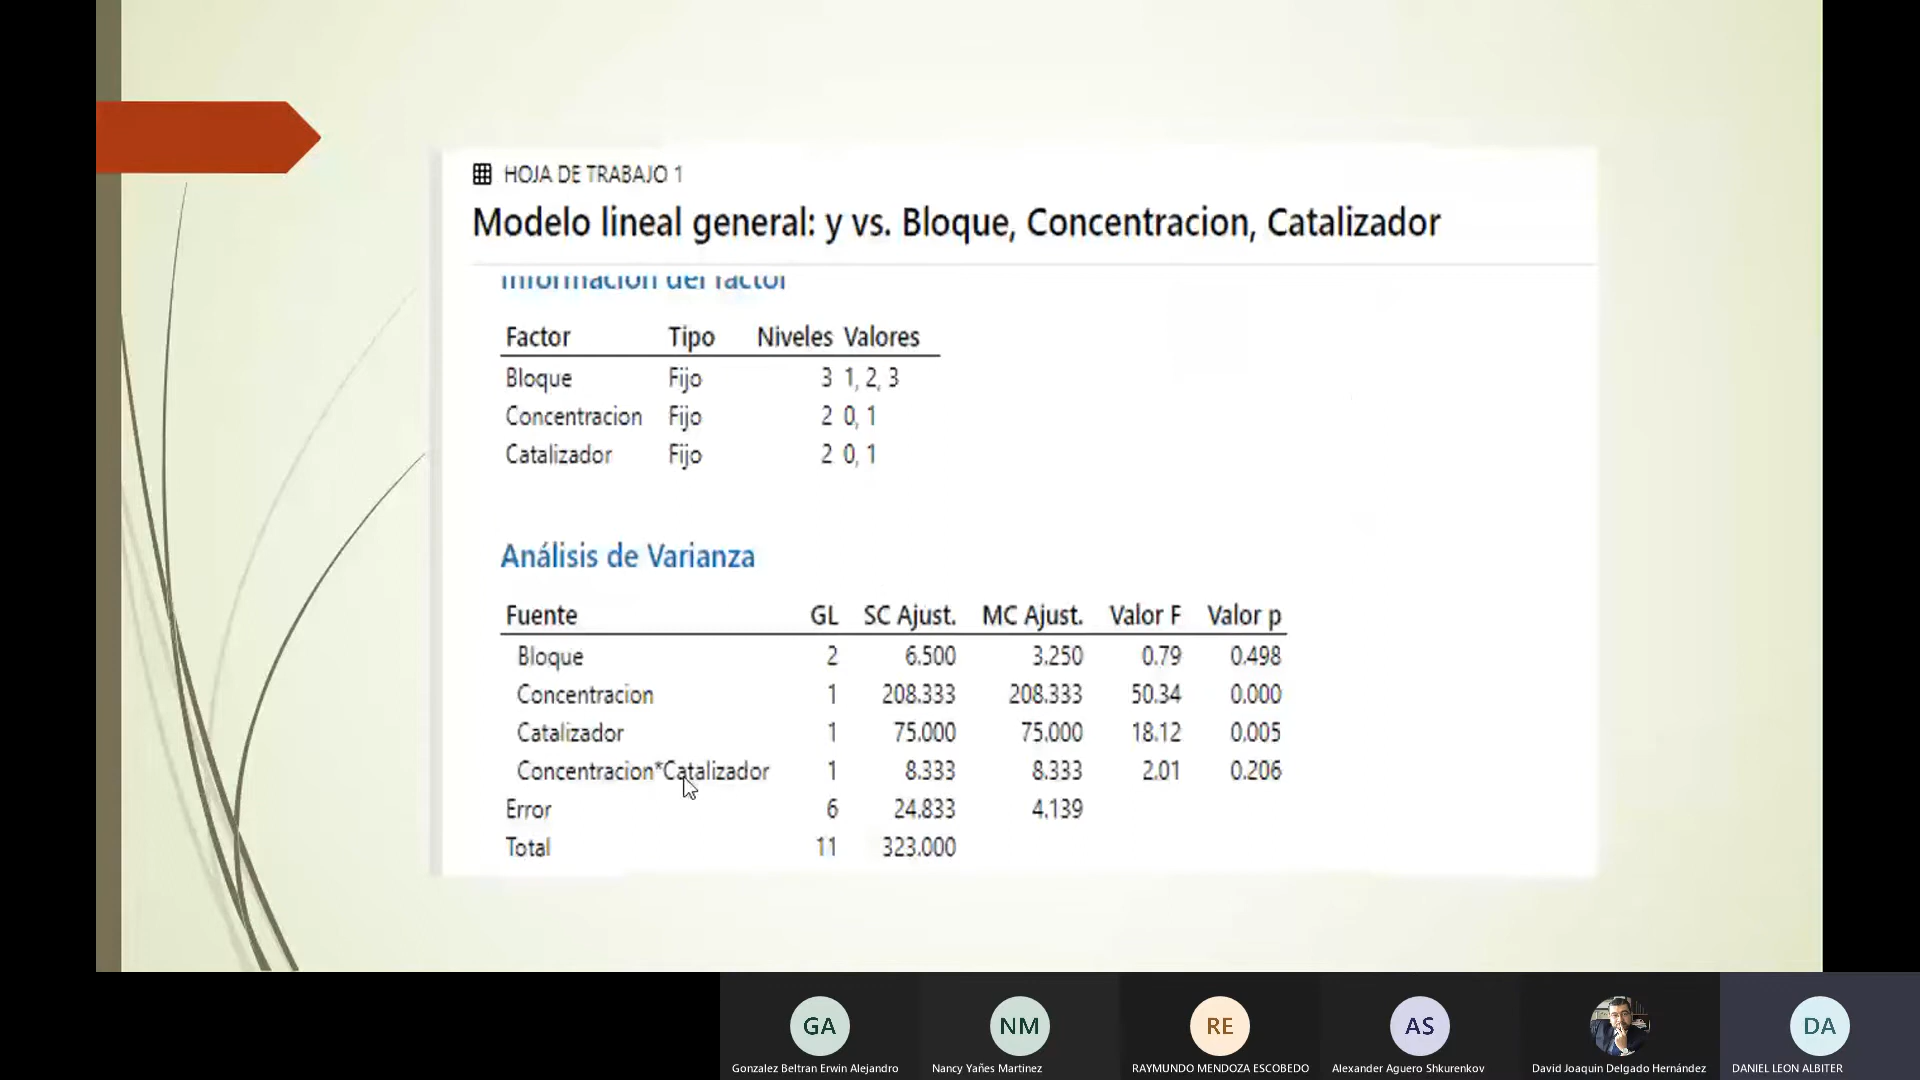 HOJA DE TRABAJO 1
Modelo lineal general: y vs. Bloque, Concentracion, Catalizador
Información del factor
Factor Tipo Niveles Valores
Bloque Fijo 3 1, 2, 3
Concentracion Fijo 2 0, 1
Catalizador Fijo 2 0, 1
Análisis de Varianza
Fuente GL SC Ajust. MC Ajust. Valor F Valor p
Bloque 2 6.500 3.250 0.79 0.498
Concentracion 1 208.333 208.333 50.34 0.000
Catalizador 1 75.000 75.000 18.12 0.005
Concentracion*Catalizador 1 8.333 8.333 2.01 0.206
Error 6 24.833 4.139
Total 11 323.000
GA NM RE AS DA
Gonzalez Beltran Erwin Alejandro Nancy Yañes Martinez RAYMUNDO MENDOZA ESCOBEDO Alexander Aguero Shkurenkov David Joaquin Delgado Hernández DANIEL LEON ALBITER